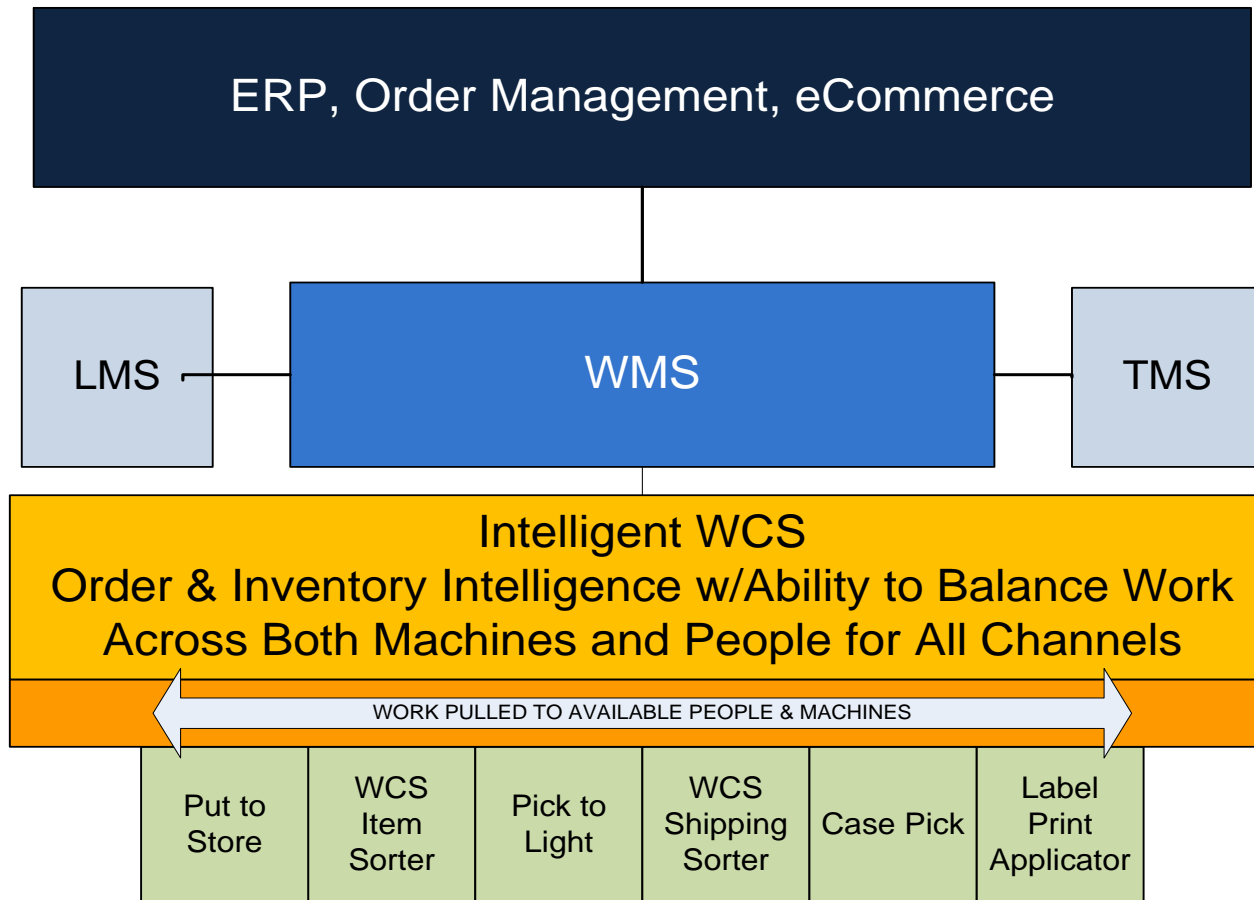 ERP, Order Management, eCommerce
LMS
WMS
TMS
Intelligent WCS
Order & Inventory Intelligence w/Ability to Balance Work
Across Both Machines and People for All Channels
WORK PULLED TO AVAILABLE PEOPLE & MACHINES
Put to
Store
WCS
Item
Sorter
Pick to
Light
WCS
Shipping
Sorter
Case Pick
Label
Print
Applicator